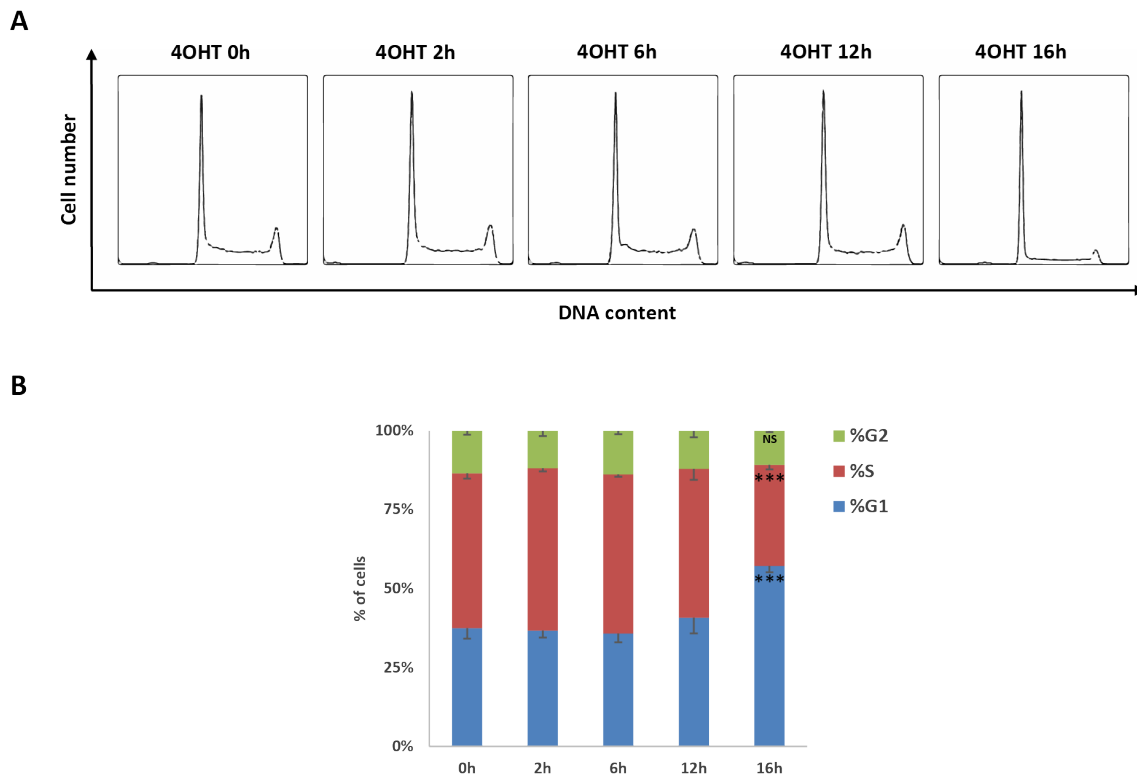 A
4OHT 0h
4OHT 2h
4OHT 6h
4OHT 12h
4OHT 16h
Cell number
DNA content
B
100%
75%
50%
25%
0%
% of cells
NS
***
***
0h
2h
6h
12h
16h
%G2
%S
%G1